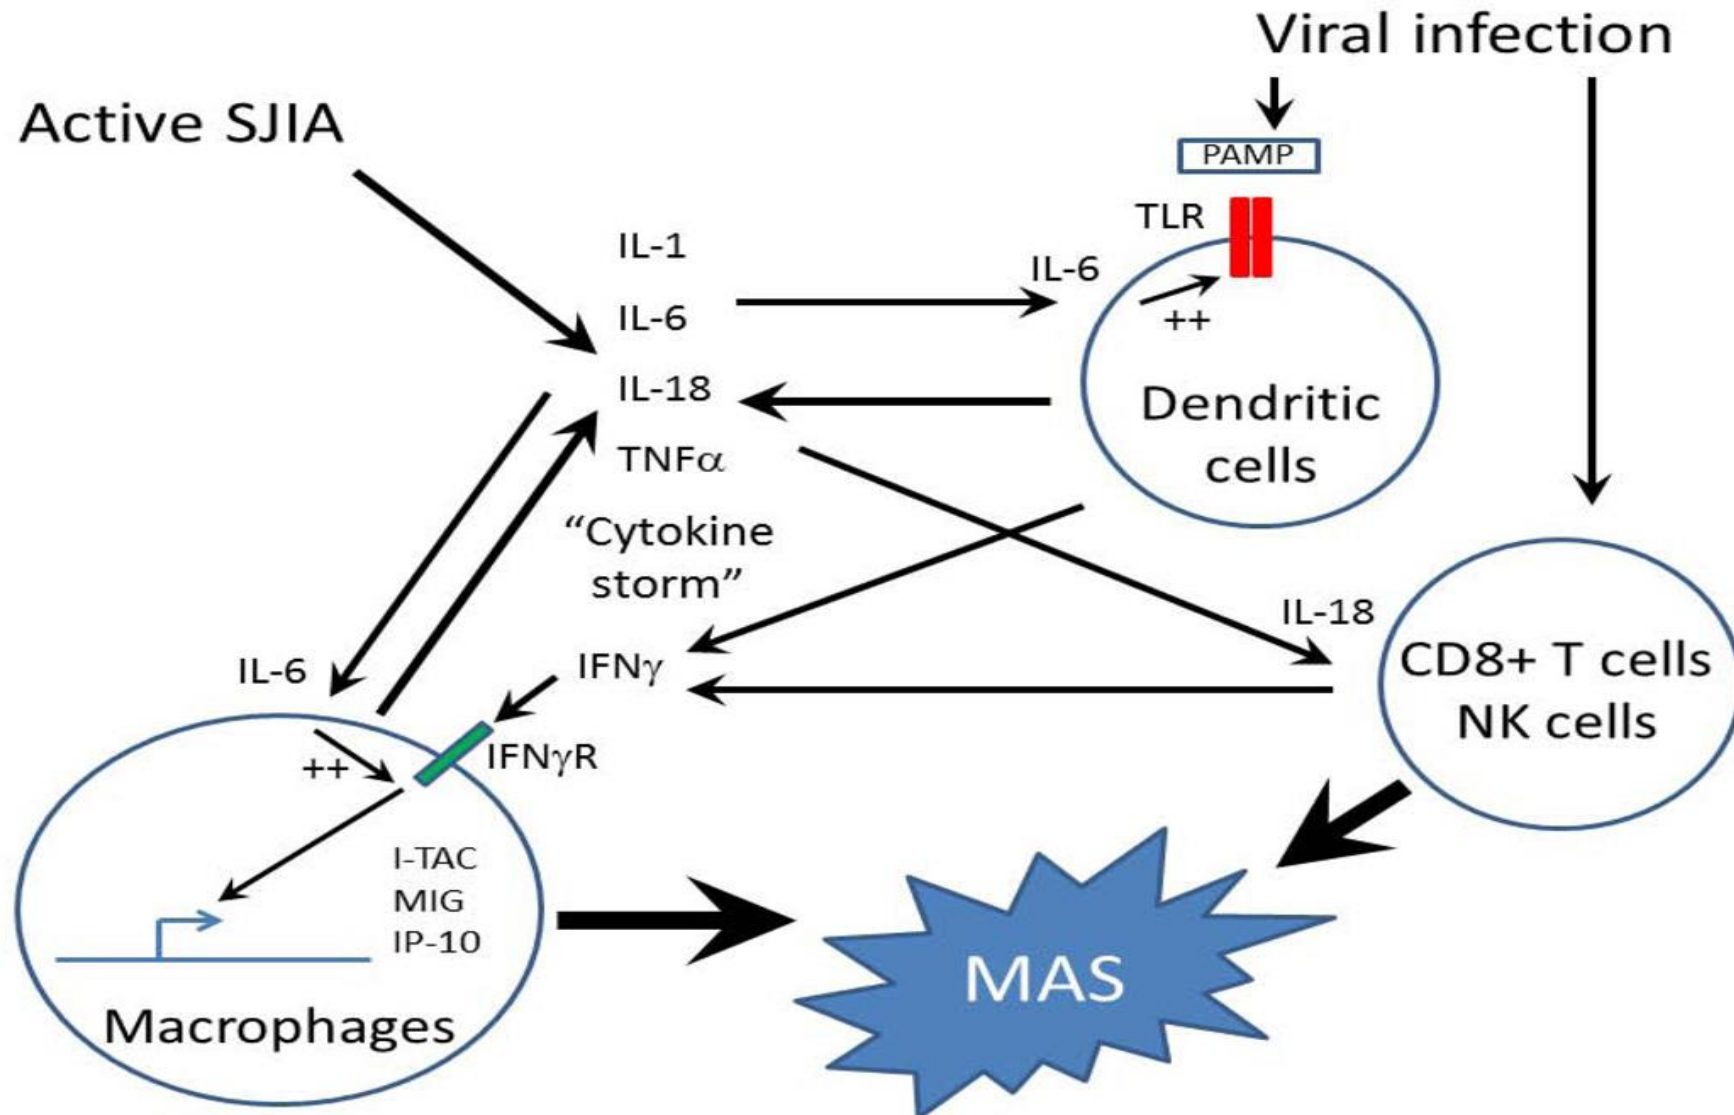 Viral infection
Active SJIA
PAMP
TLR
IL-1
IL-6
IL-6
++
IL-18
Dendritic
cells
TNFα
“Cytokine
storm”
IL-18
CD8+ T cells
NK cells
IL-6
IFNγ
IFNγR
++
I-TAC
MIG
IP-10
Macrophages
MAS